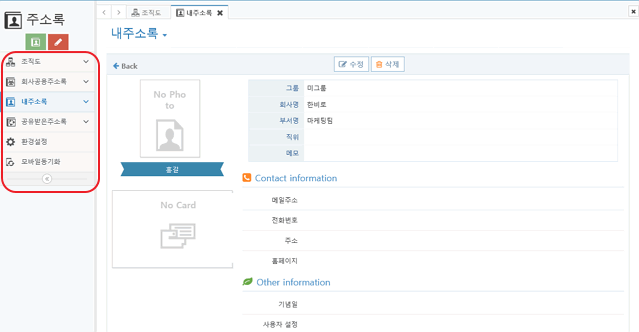 주소록
조직도
회사공용주소록
내주소록
공유받은주소록
환경설정
모바일동기화
조직도
내주소록
내주소록
Back
수정
삭제
No Pho
to
홍길
No Card
그룹 미그룹
회사명 한비로
부서명 마케팅팀
직위
메모
Contact information
메일주소
전화번호
주소
홈페이지
Other information
기념일
사용자 설정